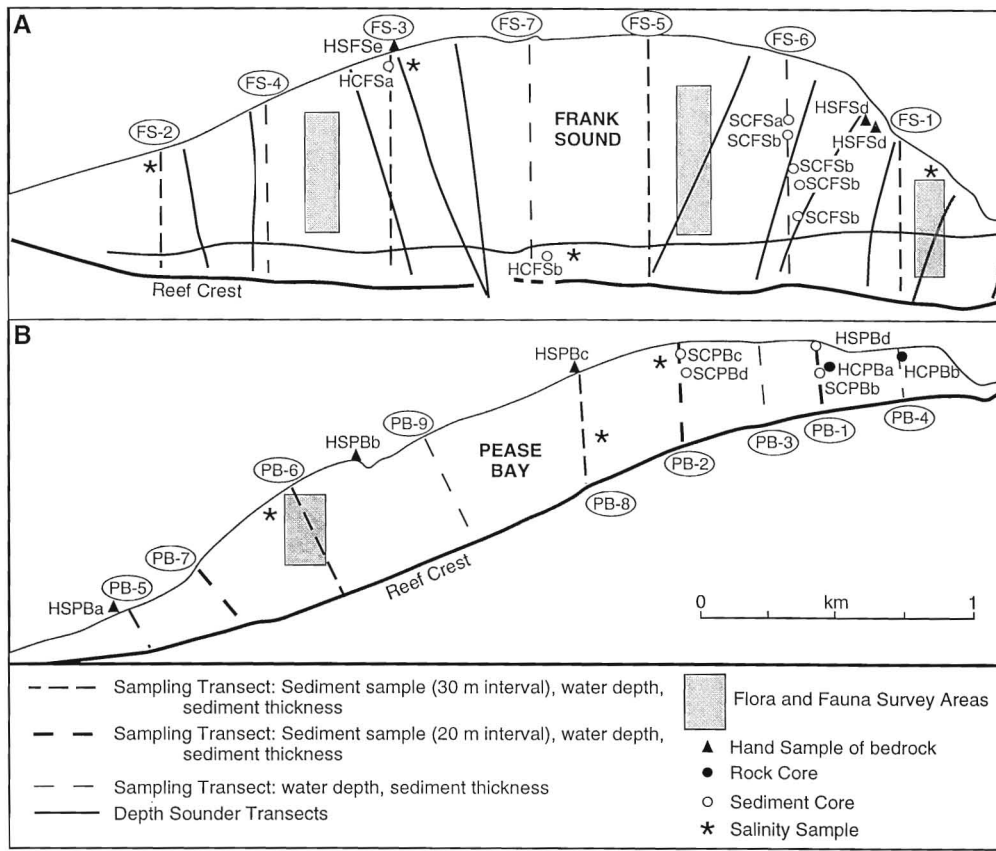 A
FS-2
FS-4
FS-3
HSFSe
HCFSa
FS-7
FS-5
FS-6
FS-1
FRANK
SOUND
SCFSa
SCFSb
HSFSd
HSFSd
SCFSb
SCFSb
SCFSb
HCFSb
Reef Crest
B
HSPBa
PB-5
PB-7
PB-6
HSPBb
PB-9
PEASE
BAY
HSPBc
PB-8
SCPBc
SCPBd
PB-2
PB-3
HSPBd
HCPBa
SCPBb
HCPBb
PB-1
PB-4
Reef Crest
0 km 1
Sampling Transect: Sediment sample (30 m interval), water depth,
sediment thickness
Sampling Transect: Sediment sample (20 m interval), water depth,
sediment thickness
Sampling Transect: water depth, sediment thickness
Depth Sounder Transects
Flora and Fauna Survey Areas
Hand Sample of bedrock
Rock Core
Sediment Core
Salinity Sample